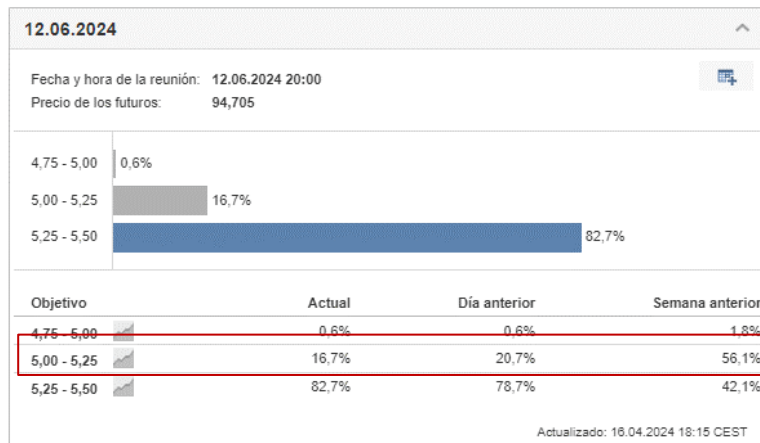 12.06.2024
Fecha y hora de la reunión: 12.06.2024 20:00
Precio de los futuros: 94,705
4,75 - 5,00 0,6%
5,00 - 5,25 16,7%
5,25 - 5,50 82,7%
Objetivo Actual Día anterior Semana anterior
4,75 - 5,00 0,6% 0,6% 1,8%
5,00 - 5,25 16,7% 20,7% 56,1%
5,25 - 5,50 82,7% 78,7% 42,1%
Actualizado: 16.04.2024 18:15 CEST